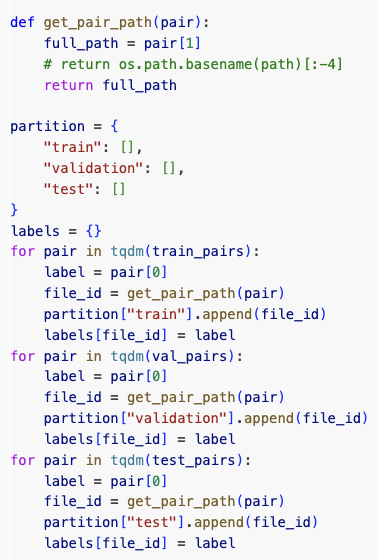 def get_pair_path(pair):
    full_path = pair[1]
    # return os.path.basename(path)[:-4]
    return full_path

partition = {
    "train": [],
    "validation": [],
    "test": []
}
labels = {}
for pair in tqdm(train_pairs):
    label = pair[0]
    file_id = get_pair_path(pair)
    partition["train"].append(file_id)
    labels[file_id] = label
for pair in tqdm(val_pairs):
    label = pair[0]
    file_id = get_pair_path(pair)
    partition["validation"].append(file_id)
    labels[file_id] = label
for pair in tqdm(test_pairs):
    label = pair[0]
    file_id = get_pair_path(pair)
    partition["test"].append(file_id)
    labels[file_id] = label